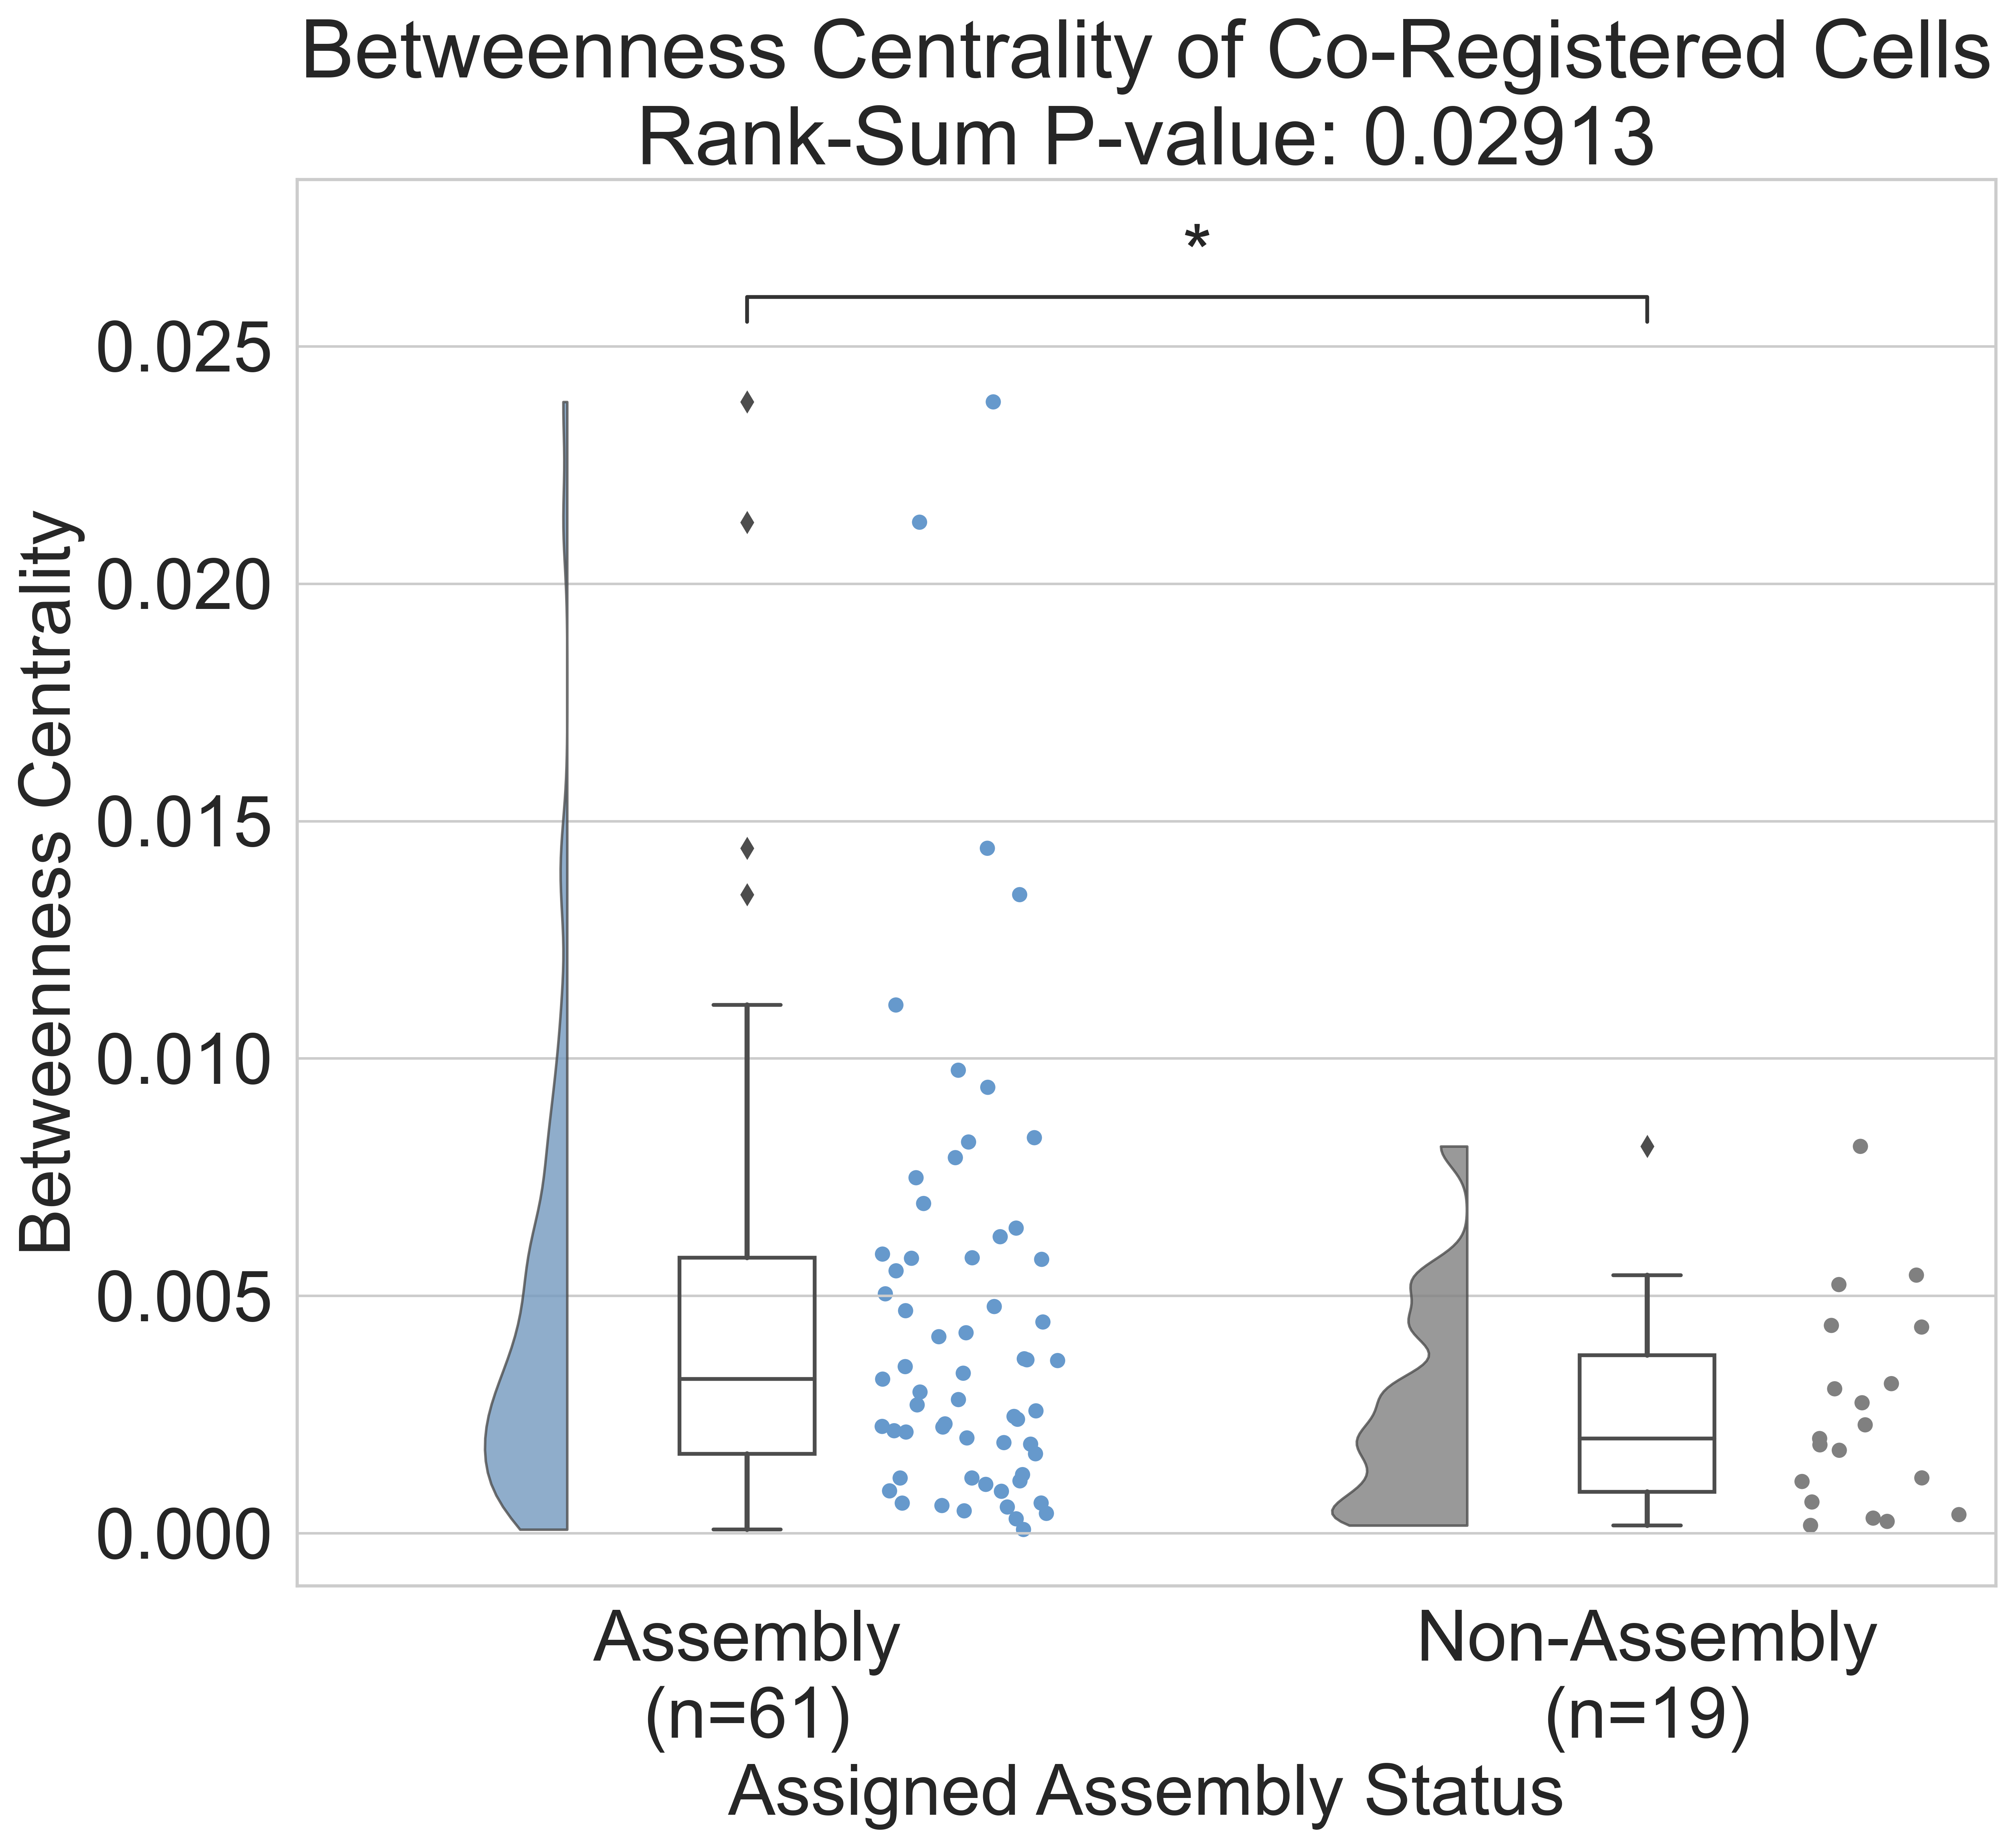 Betweenness Centrality of Co-Registered Cells
Rank-Sum P-value: 0.02913
*
0.025
0.020
0.015
0.010
0.005
0.000
Betweenness Centrality
Assembly
(n=61)
Non-Assembly
(n=19)
Assigned Assembly Status